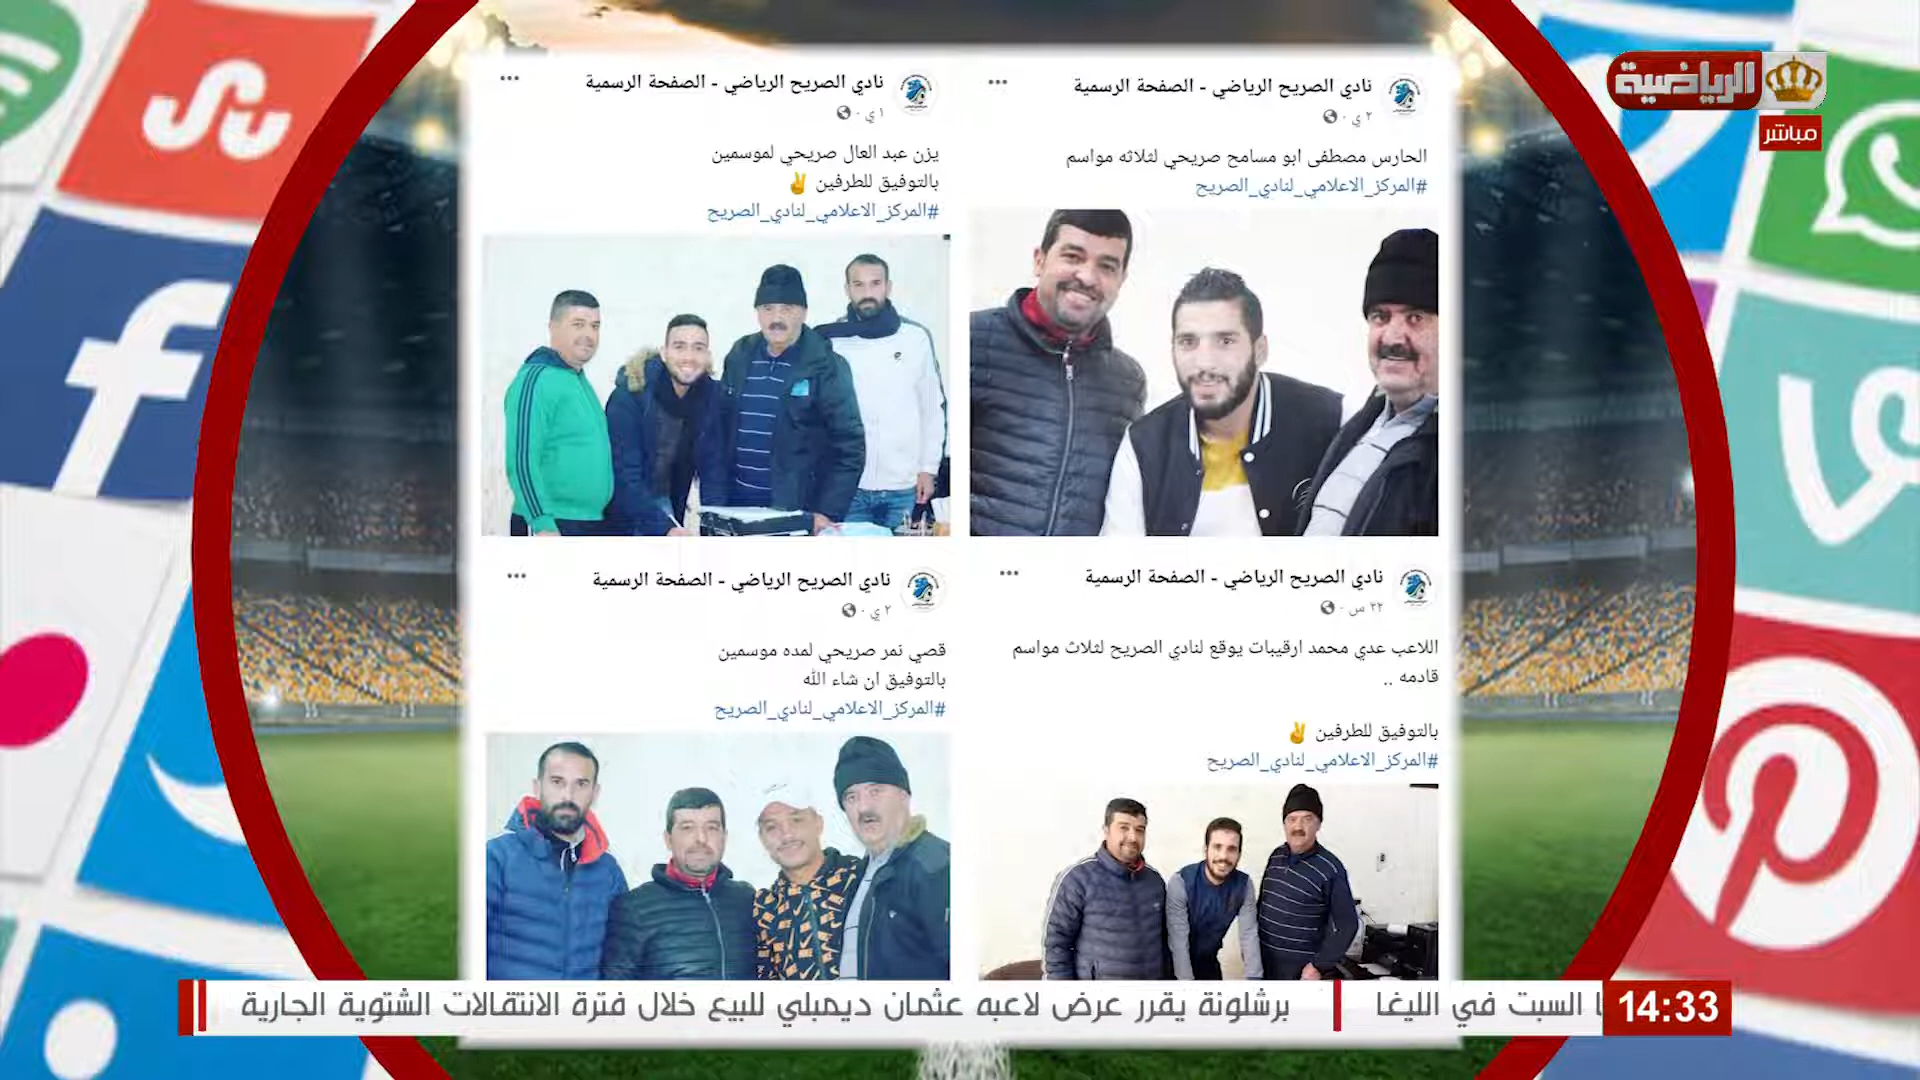 الرياضية
مباشر
نادي الصريح الرياضي - الصفحة الرسمية
٢ ي ·
الحارس مصطفى ابو مسامح صريحي لثلاثه مواسم
#المركز_الاعلامي_لنادي_الصريح
نادي الصريح الرياضي - الصفحة الرسمية
١ ي ·
يزن عبد العال صريحي لموسمين
بالتوفيق للطرفين ✌
#المركز_الاعلامي_لنادي_الصريح
نادي الصريح الرياضي - الصفحة الرسمية
٢٢ س ·
اللاعب عدي محمد ارقيبات يوقع لنادي الصريح لثلاث مواسم
قادمه ..
بالتوفيق للطرفين ✌
#المركز_الاعلامي_لنادي_الصريح
نادي الصريح الرياضي - الصفحة الرسمية
٢ ي ·
قصي نمر صريحي لمده موسمين
بالتوفيق ان شاء الله
#المركز_الاعلامي_لنادي_الصريح
14:33
السبت في الليغا | برشلونة يقرر عرض لاعبه عثمان ديمبلي للبيع خلال فترة الانتقالات الشتوية الجارية